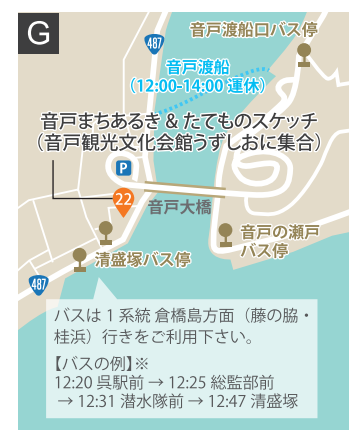 G
音戸渡船口バス停
487
音戸渡船
（12:00-14:00 運休）
音戸まちあるき & たてものスケッチ
（音戸観光文化会館うずしおに集合）
P
22
音戸大橋
音戸の瀬戸
バス停
清盛塚バス停
487
バスは 1 系統 倉橋島方面（藤の脇・
桂浜）行きをご利用下さい。
【バスの例】※
12:20 呉駅前 → 12:25 総監部前
→ 12:31 潜水隊前 → 12:47 清盛塚